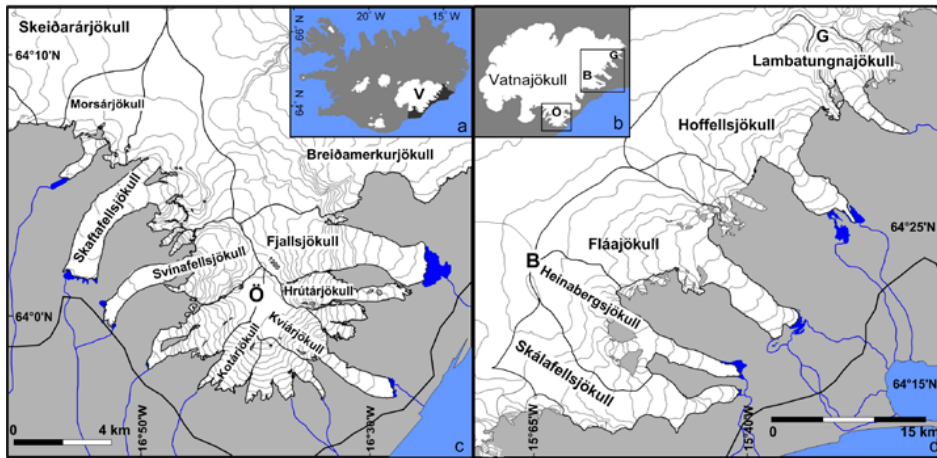 Skeiðarárjökull
64°10'N
Morsárjökull
Skaftafellsjökull
Svínafellsjökull
64°0'N
Breiðamerkurjökull
Fjallsjökull
Hrútárjökull
Ö
Kvíárjökull
Kotárjökull
0 4 km
16°50'W
16°30'W
c
20°W 15°W
66°N
64°N
V
a
Vatnajökull
G
B
Ö
b
G
Lambatungnajökull
Hoffellsjökull
64°25'N
Fláajökull
B
Heinabergsjökull
Skálafellsjökull
64°15'N
15°65'W
15°40'W
0 15 km
d